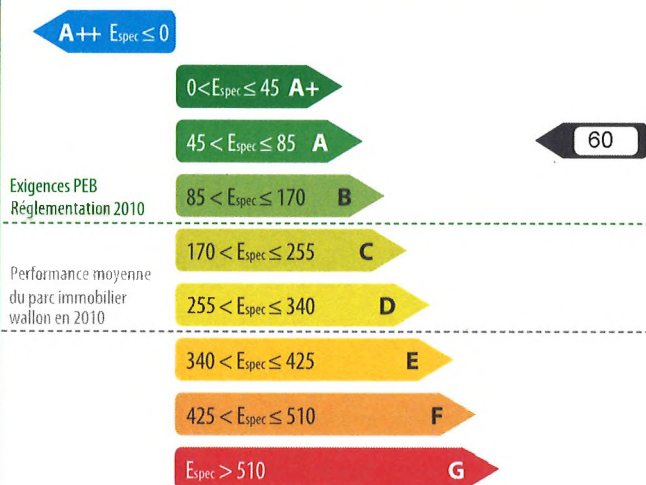 A++ Espec ≤ 0
0 < Espec ≤ 45 A+
45 < Espec ≤ 85 A
60
Exigences PEB
Réglementation 2010
85 < Espec ≤ 170 B
170 < Espec ≤ 255 C
Performance moyenne
du parc immobilier
wallon en 2010
255 < Espec ≤ 340 D
340 < Espec ≤ 425 E
425 < Espec ≤ 510 F
Espec > 510 G